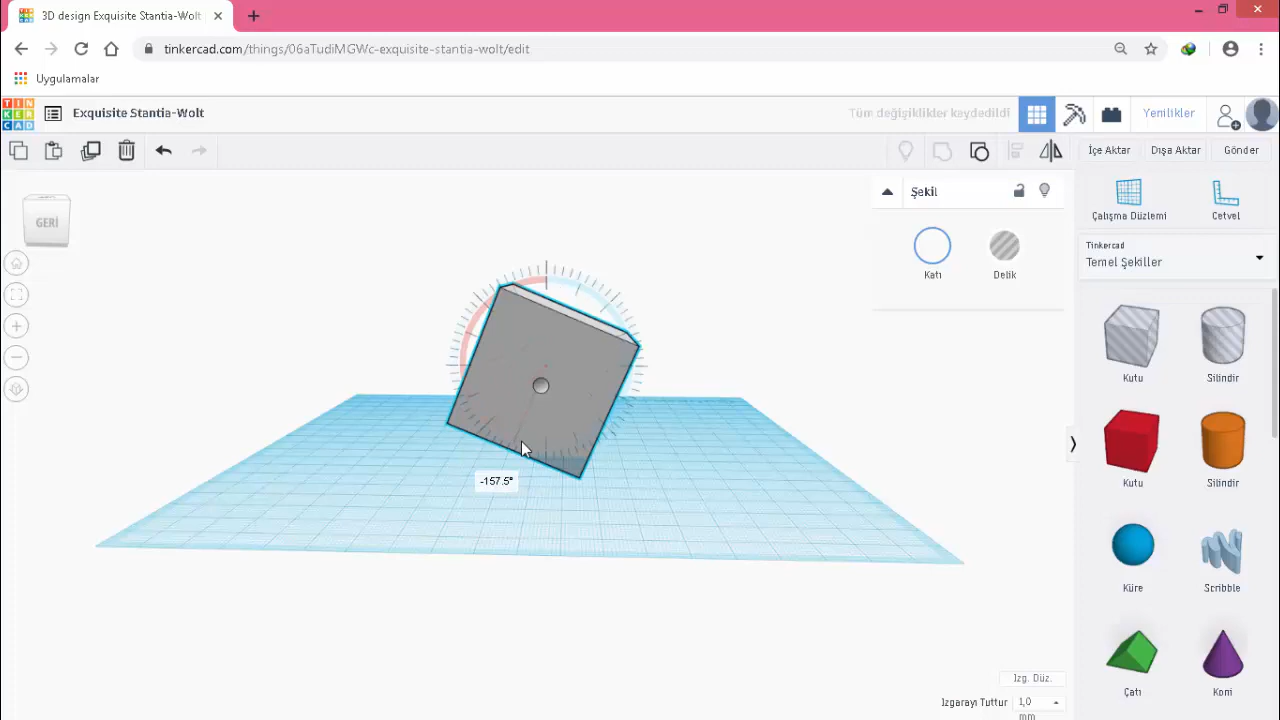 3D design Exquisite Stantia-Wolt
tinkercad.com/things/06aTudiMGWc-exquisite-stantia-wolt/edit
Uygulamalar
TIN
KER
CAD
Exquisite Stantia-Wolt
Tüm değişiklikler kaydedildi
Yenilikler
İçe Aktar
Dışa Aktar
Gönder
GERİ
Şekil
Katı
Delik
Çalışma Düzlemi
Cetvel
Tinkercad
Temel Şekiller
Kutu
Silindir
Kutu
Silindir
Küre
Scribble
Çatı
Koni
-157.5°
Izg. Düz.
Izgarayı Tuttur
1,0
mm